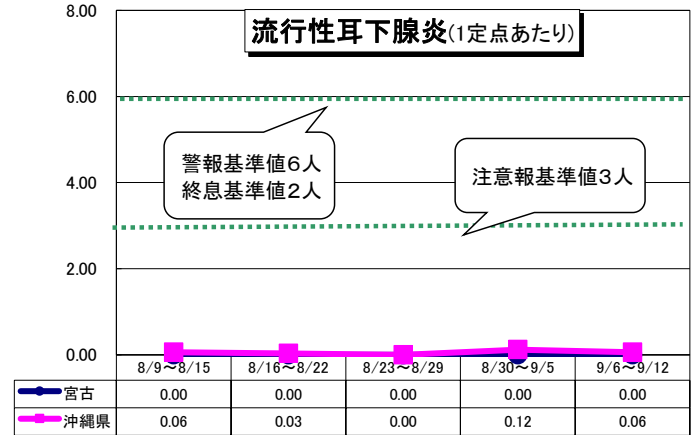 流行性耳下腺炎(1定点あたり)
8.00
6.00
4.00
2.00
0.00
警報基準値6人
終息基準値2人
注意報基準値3人
8/9～8/15 8/16～8/22 8/23～8/29 8/30～9/5 9/6～9/12
宮古 0.00 0.00 0.00 0.00 0.00
沖縄県 0.06 0.03 0.00 0.12 0.06